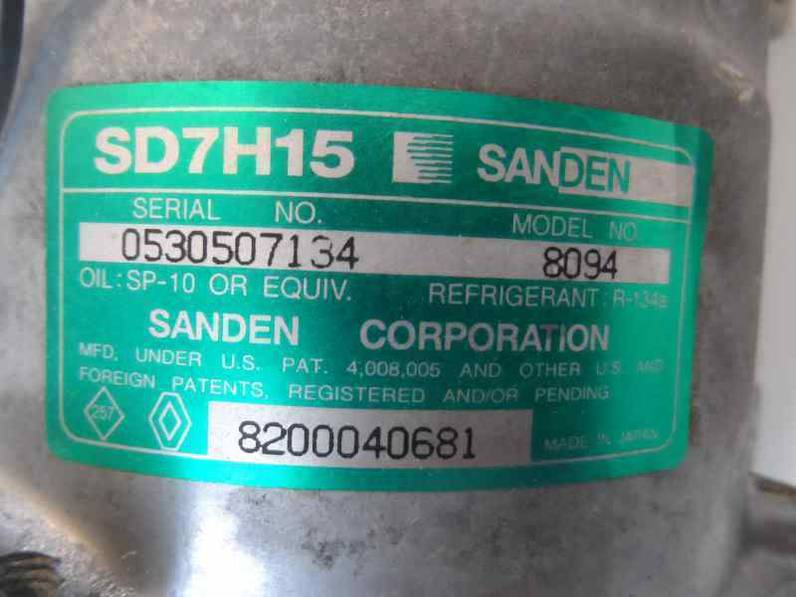 SD7H15 SANDEN
SERIAL NO. MODEL NO.
0530507134 8094
OIL: SP-10 OR EQUIV. REFRIGERANT: R-134a
SANDEN CORPORATION
MFD. UNDER U.S. PAT. 4,008,005 AND OTHER U.S. AND
FOREIGN PATENTS, REGISTERED AND/OR PENDING
257 8200040681 MADE IN JAPAN